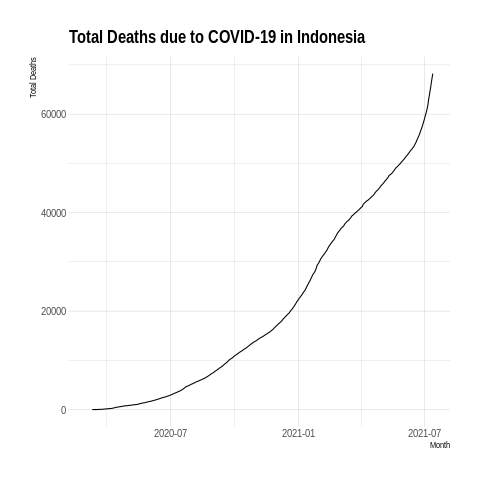 Total Deaths due to COVID-19 in Indonesia
Total Deaths
60000
40000
20000
0
2020-07
2021-01
2021-07
Month